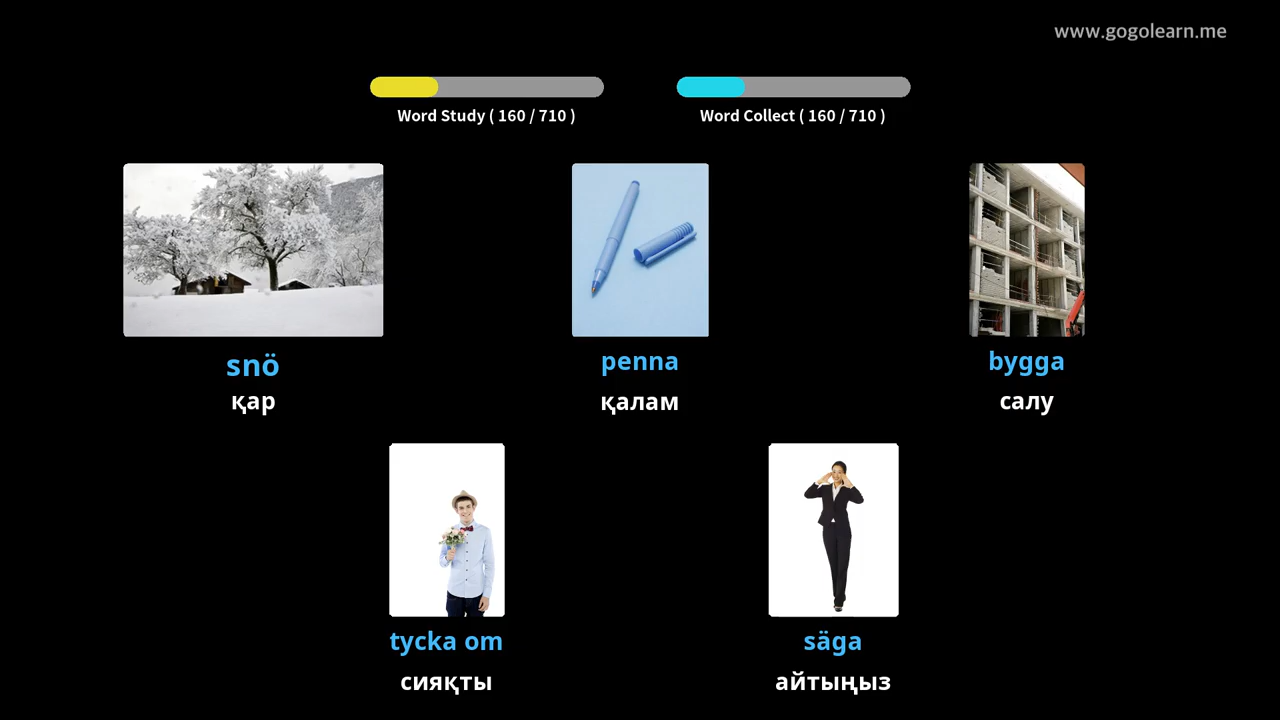 www.gogolearn.me
Word Study ( 160 / 710 )
Word Collect ( 160 / 710 )
snö
қар
penna
қалам
bygga
салу
tycka om
сияқты
säga
айтыңыз